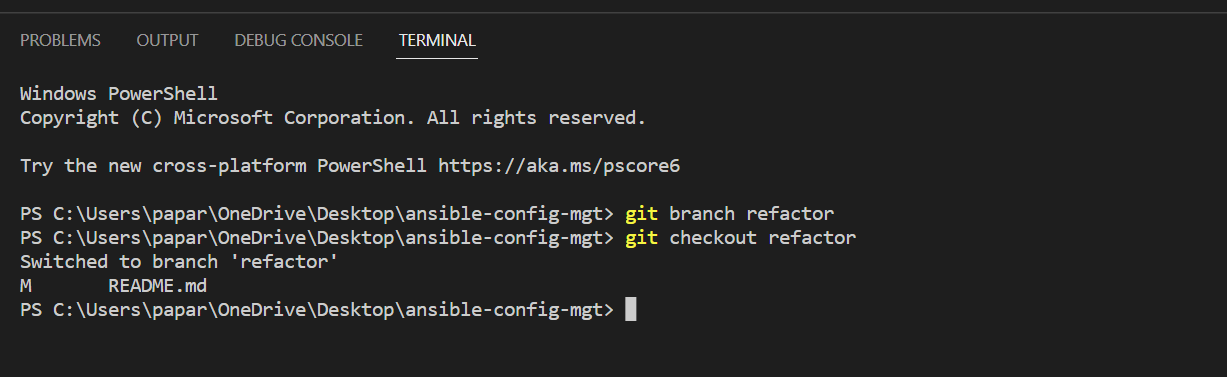 PROBLEMS OUTPUT DEBUG CONSOLE TERMINAL
Windows PowerShell
Copyright (C) Microsoft Corporation. All rights reserved.
Try the new cross-platform PowerShell https://aka.ms/pscore6
PS C:\Users\papar\OneDrive\Desktop\ansible-config-mgt> git branch refactor
PS C:\Users\papar\OneDrive\Desktop\ansible-config-mgt> git checkout refactor
Switched to branch 'refactor'
M       README.md
PS C:\Users\papar\OneDrive\Desktop\ansible-config-mgt>